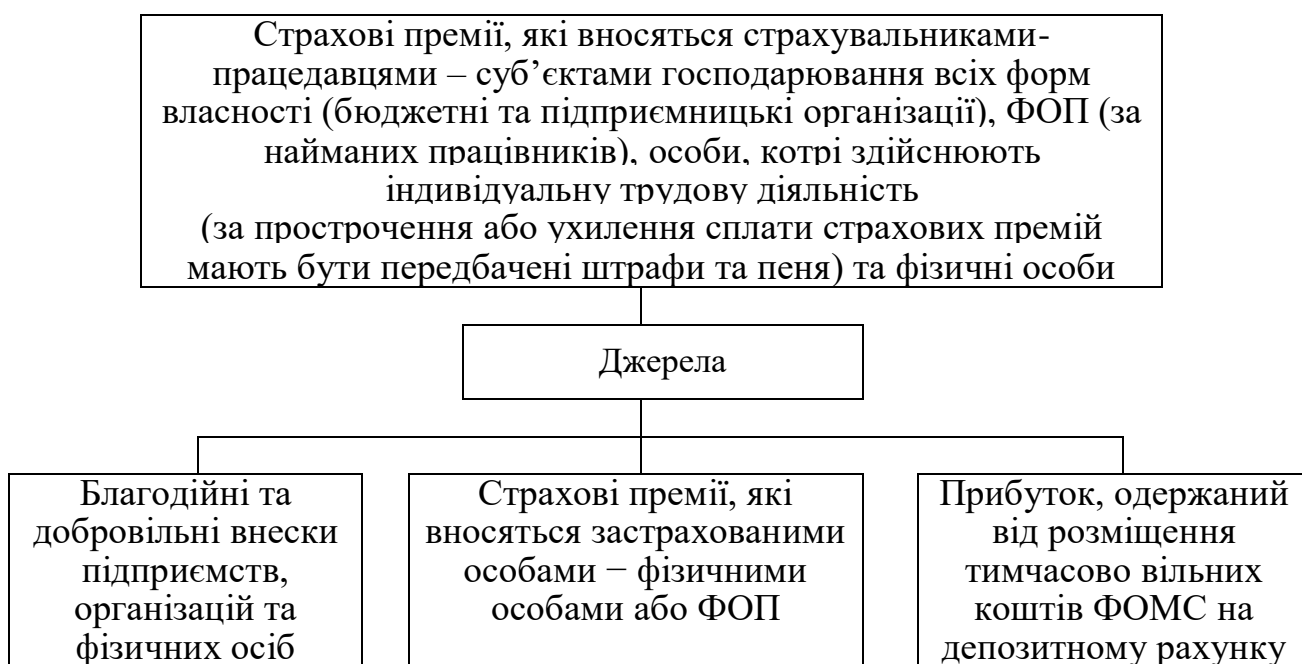 Страхові премії, які вносяться страхувальниками-
працедавцями – суб’єктами господарювання всіх форм
власності (бюджетні та підприємницькі організації), ФОП (за
найманих працівників), особи, котрі здійснюють
індивідуальну трудову діяльність
(за прострочення або ухилення сплати страхових премій
мають бути передбачені штрафи та пеня) та фізичні особи
Джерела
Благодійні та
добровільні внески
підприємств,
організацій та
фізичних осіб
Страхові премії, які
вносяться застрахованими
особами − фізичними
особами або ФОП
Прибуток, одержаний
від розміщення
тимчасово вільних
коштів ФОМС на
депозитному рахунку